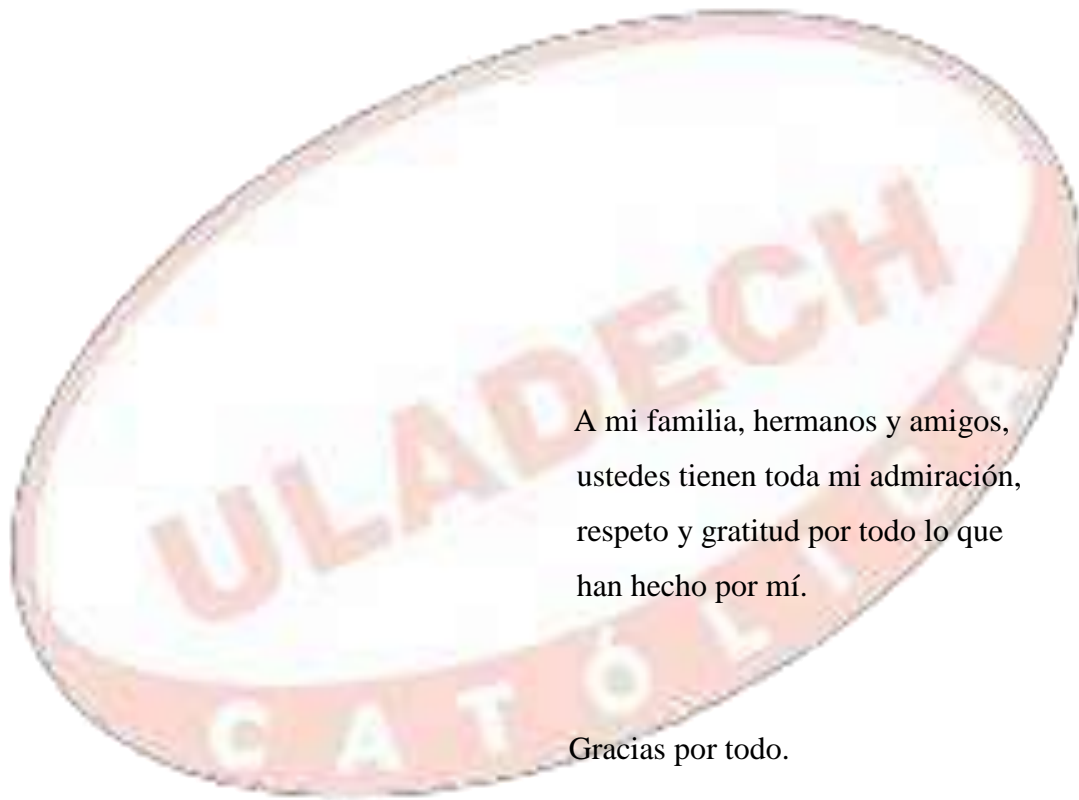 ULADECH
CATÓLICA
A mi familia, hermanos y amigos,
ustedes tienen toda mi admiración,
respeto y gratitud por todo lo que
han hecho por mí.
Gracias por todo.